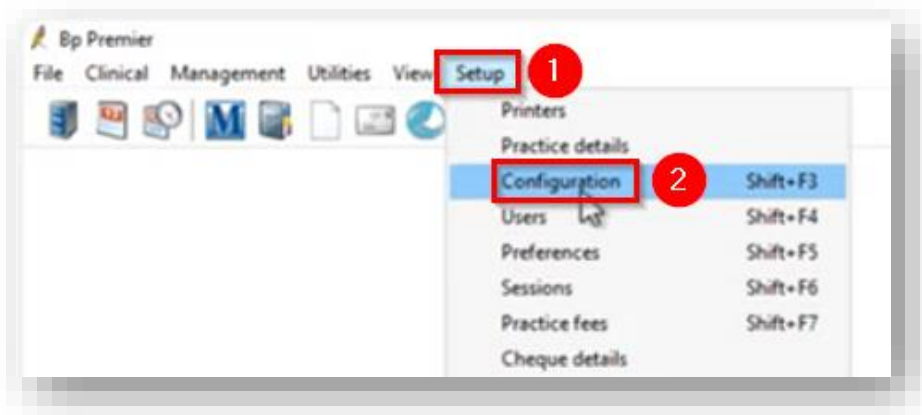 Bp Premier
File Clinical Management Utilities View Setup 1
Printers
Practice details
Configuration 2 Shift+F3
Users Shift+F4
Preferences Shift+F5
Sessions Shift+F6
Practice fees Shift+F7
Cheque details
M